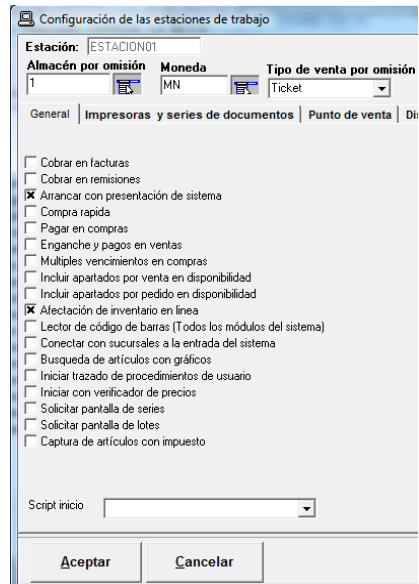 Configuración de las estaciones de trabajo
Estación: ESTACION01
Almacén por omisión Moneda Tipo de venta por omisión
1 MN Ticket
General Impresoras y series de documentos Punto de venta Dis
Cobrar en facturas
Cobrar en remisiones
Arrancar con presentación de sistema
Compra rapida
Pagar en compras
Enganche y pagos en ventas
Multiples vencimientos en compras
Incluir apartados por venta en disponibilidad
Incluir apartados por pedido en disponibilidad
Afectación de inventario en linea
Lector de código de barras (Todos los módulos del sistema)
Conectar con sucursales a la entrada del sistema
Busqueda de artículos con gráficos
Iniciar trazado de procedimientos de usuario
Iniciar con verificador de precios
Solicitar pantalla de series
Solicitar pantalla de lotes
Captura de artículos con impuesto
Script inicio
Aceptar Cancelar